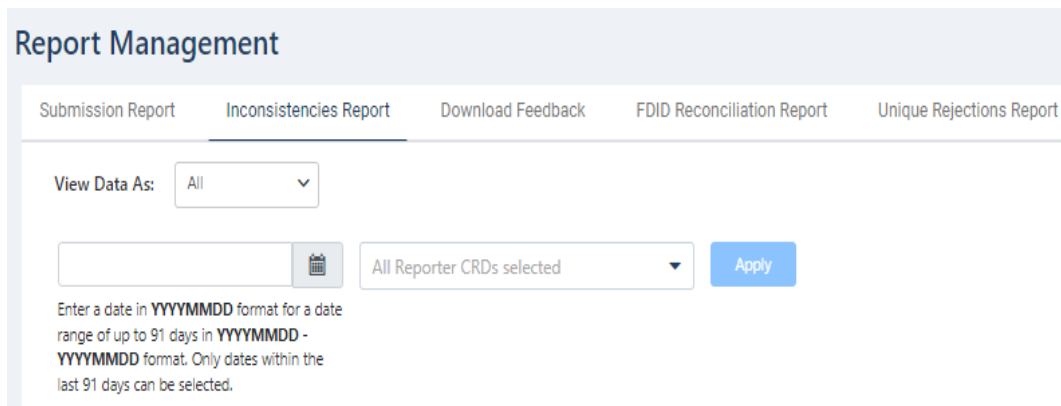 Report Management
Submission Report Inconsistencies Report Download Feedback FDID Reconciliation Report Unique Rejections Report
View Data As: All
All Reporter CRDs selected Apply
Enter a date in YYYYMMDD format for a date
range of up to 91 days in YYYYMMDD -
YYYYMMDD format. Only dates within the
last 91 days can be selected.